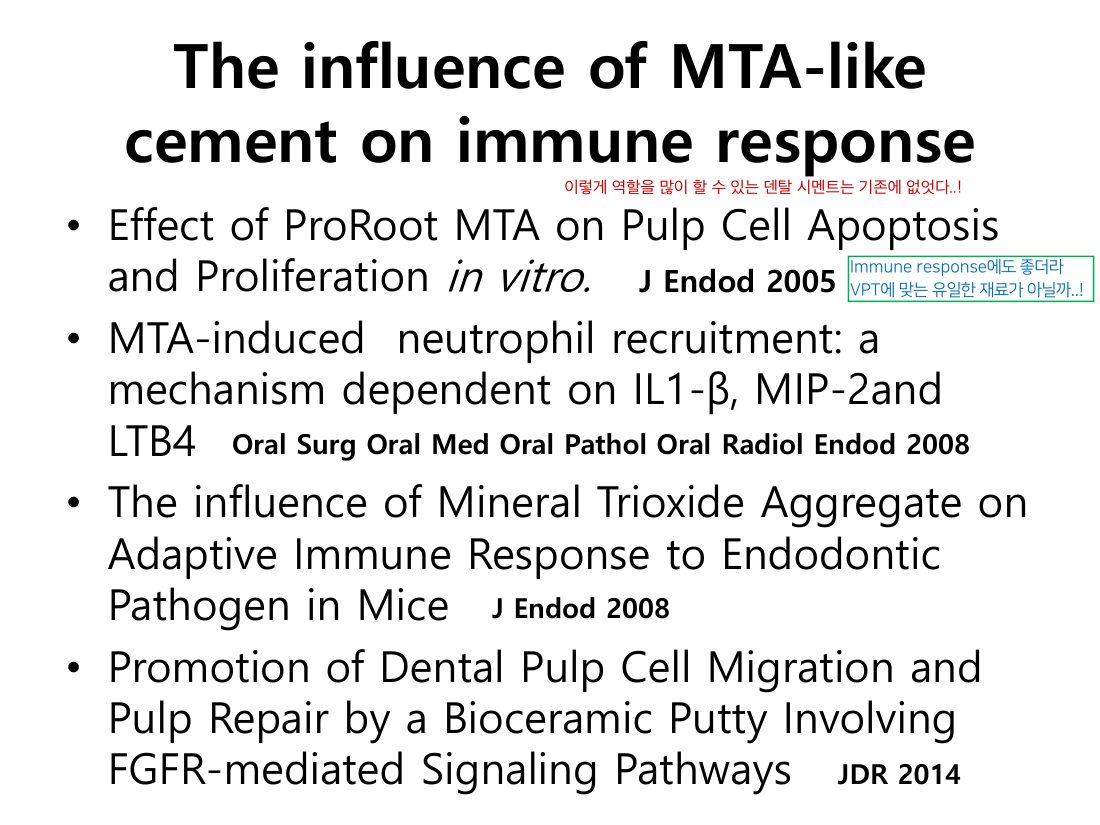 The influence of MTA-like
cement on immune response
이렇게 역할을 많이 할 수 있는 덴탈 시멘트는 기존에 없엇다..!
• Effect of ProRoot MTA on Pulp Cell Apoptosis
and Proliferation in vitro. J Endod 2005
Immune response에도 좋더라
VPT에 맞는 유일한 재료가 아닐까..!
• MTA-induced  neutrophil recruitment: a
mechanism dependent on IL1-β, MIP-2and
LTB4 Oral Surg Oral Med Oral Pathol Oral Radiol Endod 2008
• The influence of Mineral Trioxide Aggregate on
Adaptive Immune Response to Endodontic
Pathogen in Mice J Endod 2008
• Promotion of Dental Pulp Cell Migration and
Pulp Repair by a Bioceramic Putty Involving
FGFR-mediated Signaling Pathways JDR 2014